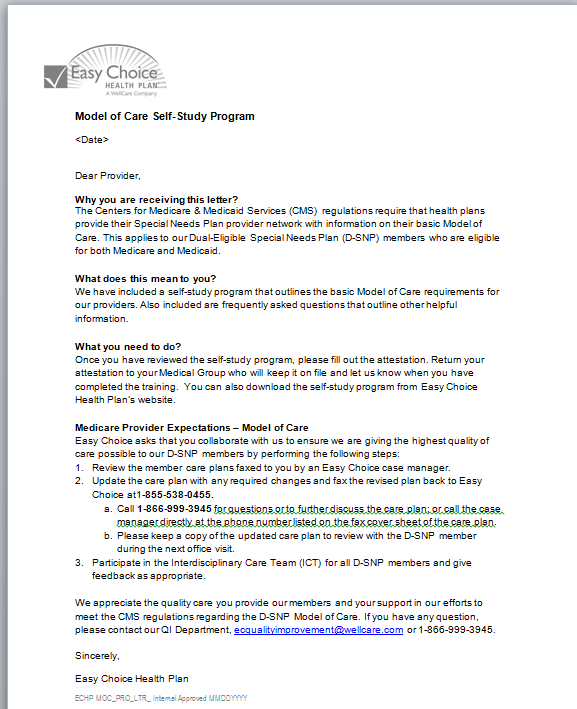 Easy Choice
HEALTH PLAN
A WellCare Company
Model of Care Self-Study Program
<Date>
Dear Provider,
Why you are receiving this letter?
The Centers for Medicare & Medicaid Services (CMS) regulations require that health plans
provide their Special Needs Plan provider network with information on their basic Model of
Care. This applies to our Dual-Eligible Special Needs Plan (D-SNP) members who are eligible
for both Medicare and Medicaid.
What does this mean to you?
We have included a self-study program that outlines the basic Model of Care requirements for
our providers. Also included are frequently asked questions that outline other helpful
information.
What you need to do?
Once you have reviewed the self-study program, please fill out the attestation. Return your
attestation to your Medical Group who will keep it on file and let us know when you have
completed the training. You can also download the self-study program from Easy Choice
Health Plan's website.
Medicare Provider Expectations – Model of Care
Easy Choice asks that you collaborate with us to ensure we are giving the highest quality of
care possible to our D-SNP members by performing the following steps:
1. Review the member care plans faxed to you by an Easy Choice case manager.
2. Update the care plan with any required changes and fax the revised plan back to Easy
Choice at 1-855-538-0455.
a. Call 1-866-999-3945 for questions or to further discuss the care plan; or call the case
manager directly at the phone number listed on the fax cover sheet of the care plan.
b. Please keep a copy of the updated care plan to review with the D-SNP member
during the next office visit.
3. Participate in the Interdisciplinary Care Team (ICT) for all D-SNP members and give
feedback as appropriate.
We appreciate the quality care you provide our members and your support in our efforts to
meet the CMS regulations regarding the D-SNP Model of Care. If you have any question,
please contact our QI Department, ecqualityimprovement@wellcare.com or 1-866-999-3945.
Sincerely,
Easy Choice Health Plan
ECHP MOC_PRO_LTR_ Internal Approved MMDDYYYY